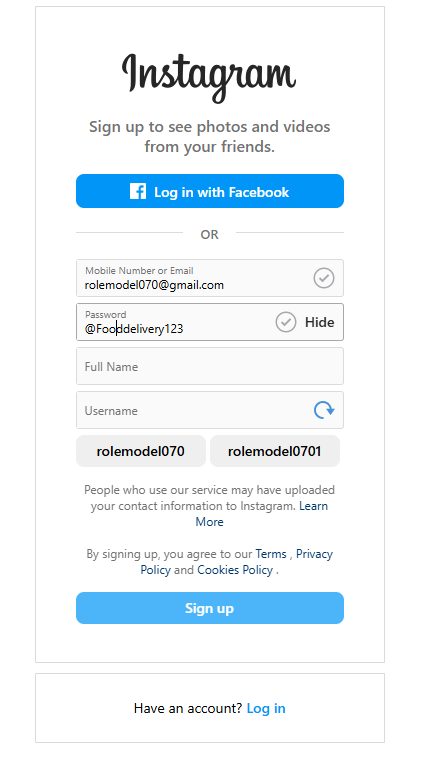 Instagram
Sign up to see photos and videos
from your friends.
Log in with Facebook
OR
Mobile Number or Email
rolemodel070@gmail.com
Password
@Fooddelivery123
Hide
Full Name
Username
rolemodel070 rolemodel0701
People who use our service may have uploaded
your contact information to Instagram. Learn
More
By signing up, you agree to our Terms , Privacy
Policy and Cookies Policy .
Sign up
Have an account? Log in